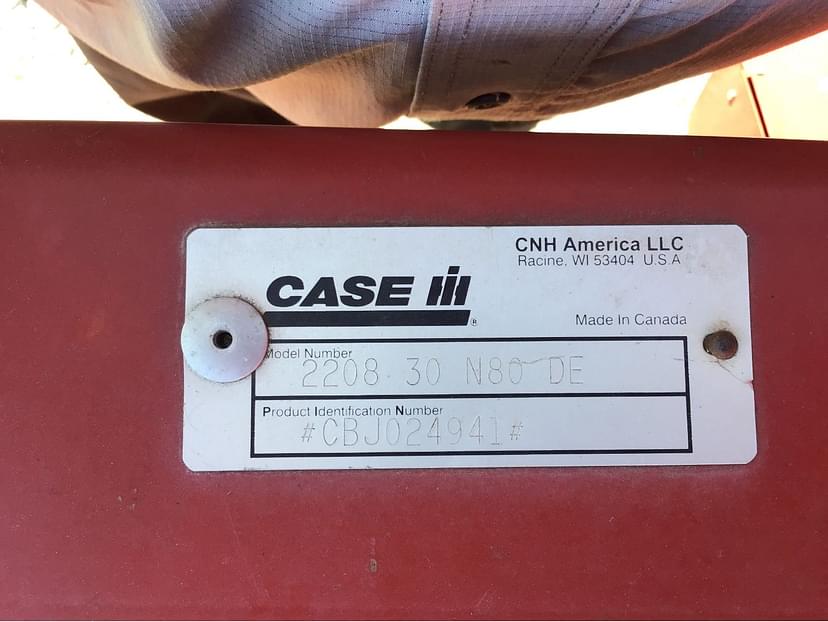 CNH America LLC
Racine, WI 53404 U.S.A
CASE IH
®
Made In Canada
Model Number
2208 30 N80 DE
Product Identification Number
#CBJ024941#